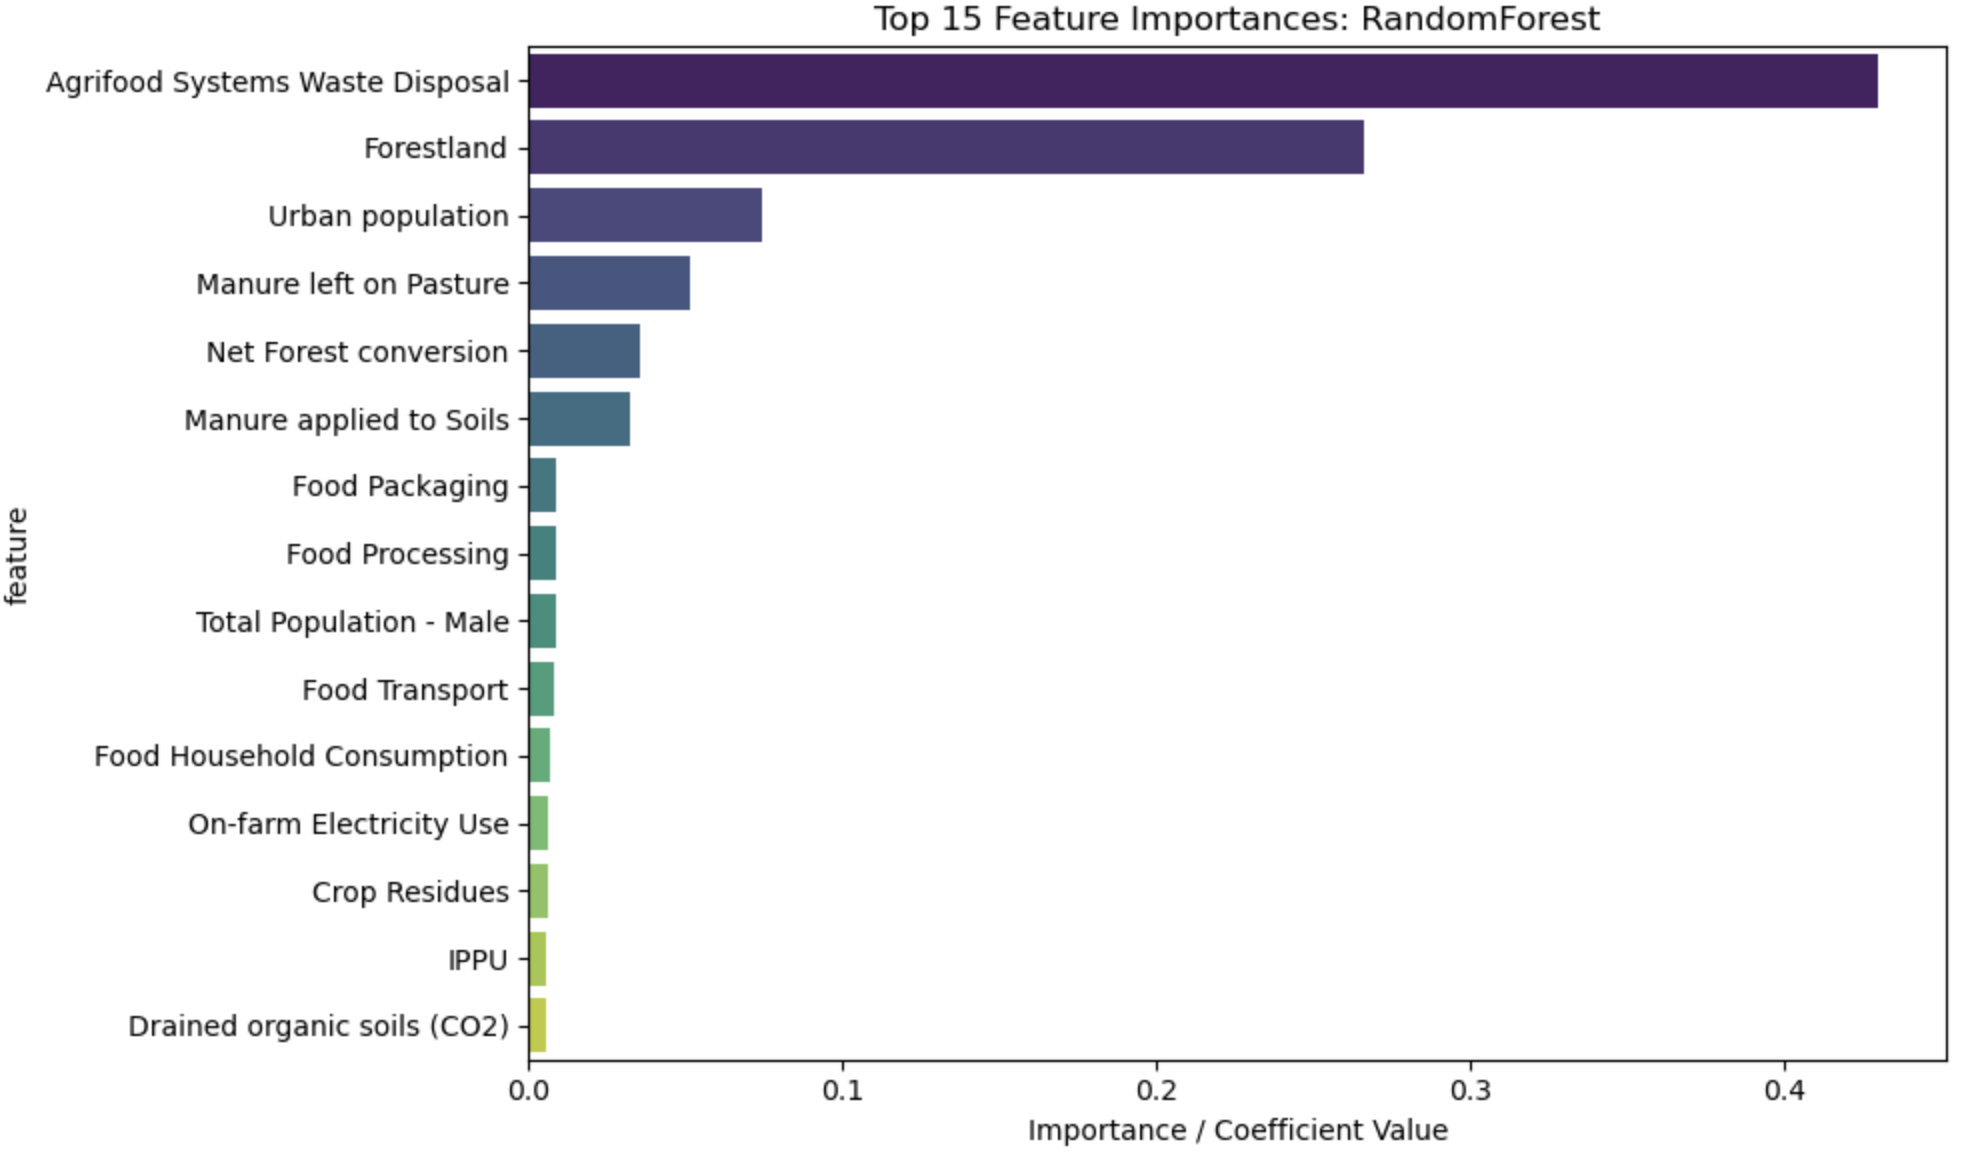 Top 15 Feature Importances: RandomForest
Agrifood Systems Waste Disposal
Forestland
Urban population
Manure left on Pasture
Net Forest conversion
Manure applied to Soils
Food Packaging
Food Processing
Total Population - Male
Food Transport
Food Household Consumption
On-farm Electricity Use
Crop Residues
IPPU
Drained organic soils (CO2)
feature
0.0 0.1 0.2 0.3 0.4
Importance / Coefficient Value